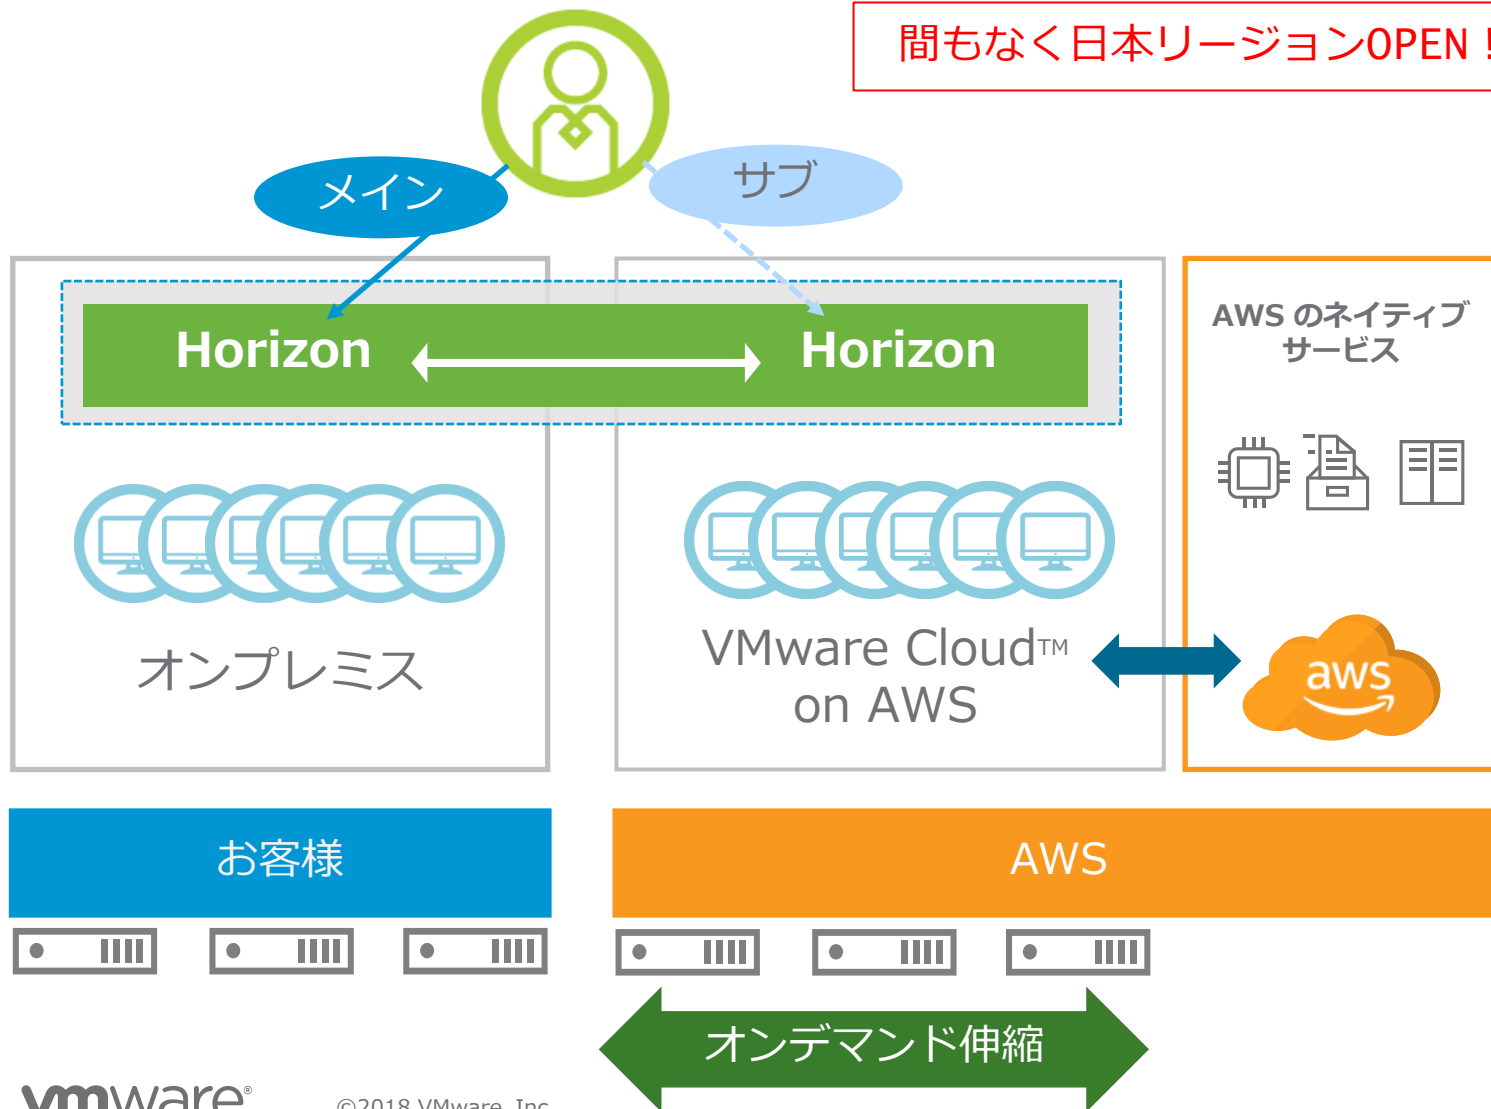 間もなく日本リージョンOPEN！
メイン
サブ
Horizon
Horizon
AWS のネイティブ
サービス
オンプレミス
VMware Cloud™
on AWS
aws
お客様
AWS
オンデマンド伸縮
vmware®
©2018 VMware, Inc